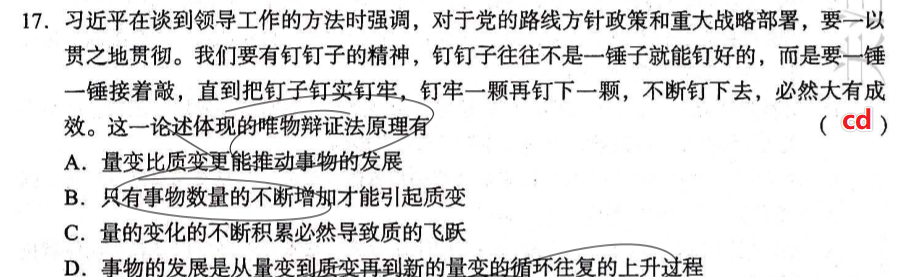 17. 习近平在谈到领导工作的方法时强调，对于党的路线方针政策和重大战略部署，要一以
贯之地贯彻。我们要有钉钉子的精神，钉钉子往往不是一锤子就能钉好的，而是要一锤
一锤接着敲，直到把钉子钉实钉牢，钉牢一颗再钉下一颗，不断钉下去，必然大有成
效。这一论述体现的唯物辩证法原理有 （ cd ）
A. 量变比质变更能推动事物的发展
B. 只有事物数量的不断增加才能引起质变
C. 量的变化的不断积累必然导致质的飞跃
D. 事物的发展是从量变到质变再到新的量变的循环往复的上升过程